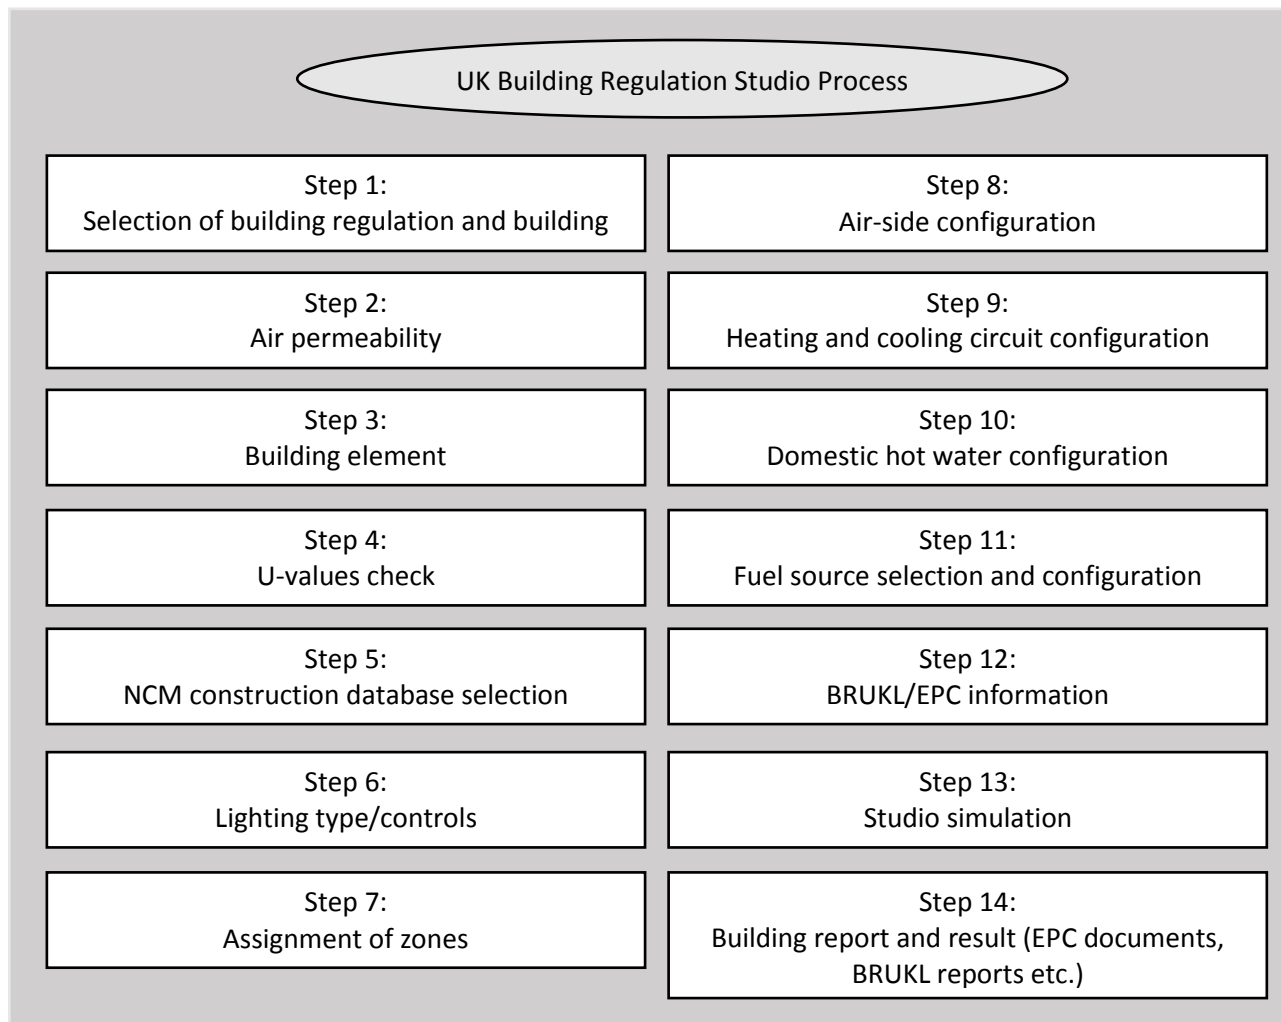 UK Building Regulation Studio Process
Step 1:
Selection of building regulation and building
Step 2:
Air permeability
Step 3:
Building element
Step 4:
U-values check
Step 5:
NCM construction database selection
Step 6:
Lighting type/controls
Step 7:
Assignment of zones
Step 8:
Air-side configuration
Step 9:
Heating and cooling circuit configuration
Step 10:
Domestic hot water configuration
Step 11:
Fuel source selection and configuration
Step 12:
BRUKL/EPC information
Step 13:
Studio simulation
Step 14:
Building report and result (EPC documents,
BRUKL reports etc.)